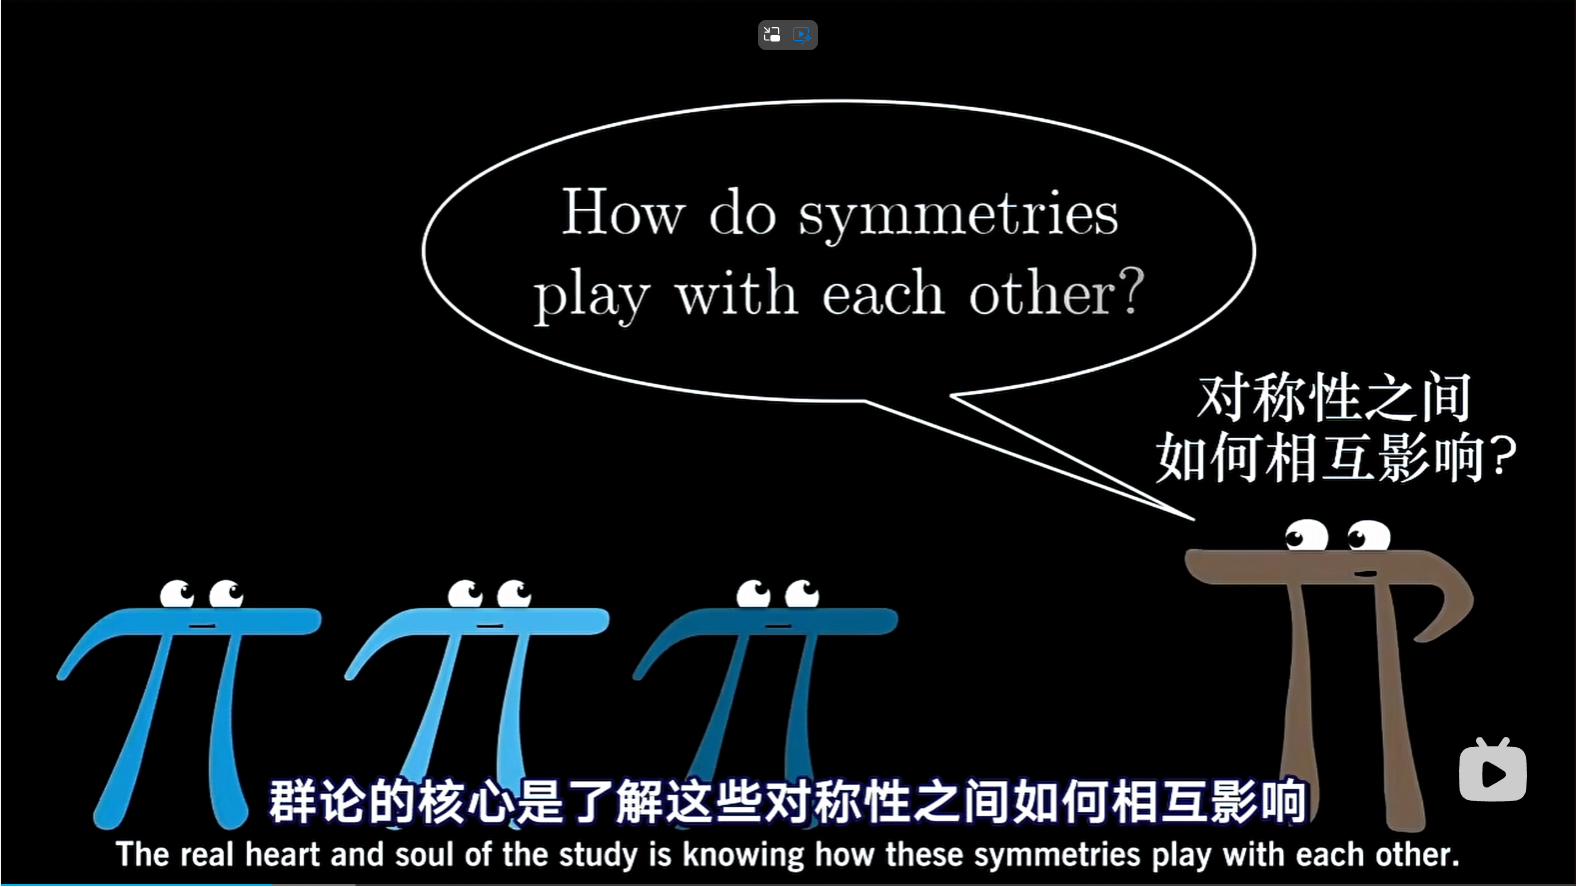 How do symmetries
play with each other?
对称性之间
如何相互影响?
群论的核心是了解这些对称性之间如何相互影响
The real heart and soul of the study is knowing how these symmetries play with each other.